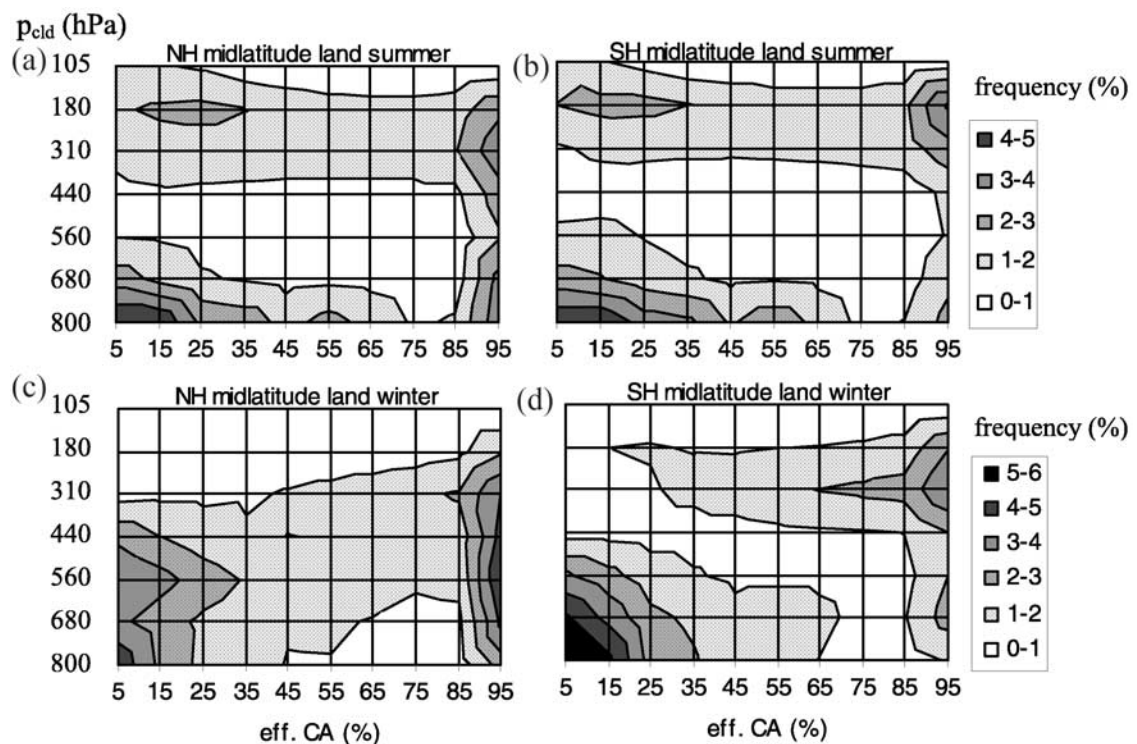 p_cld (hPa)
(a) NH midlatitude land summer
(b) SH midlatitude land summer
105
180
310
440
560
680
800
5 15 25 35 45 55 65 75 85 95
5 15 25 35 45 55 65 75 85 95
frequency (%)
4-5
3-4
2-3
1-2
0-1
(c) NH midlatitude land winter
(d) SH midlatitude land winter
105
180
310
440
560
680
800
5 15 25 35 45 55 65 75 85 95
5 15 25 35 45 55 65 75 85 95
eff. CA (%)
eff. CA (%)
frequency (%)
5-6
4-5
3-4
2-3
1-2
0-1